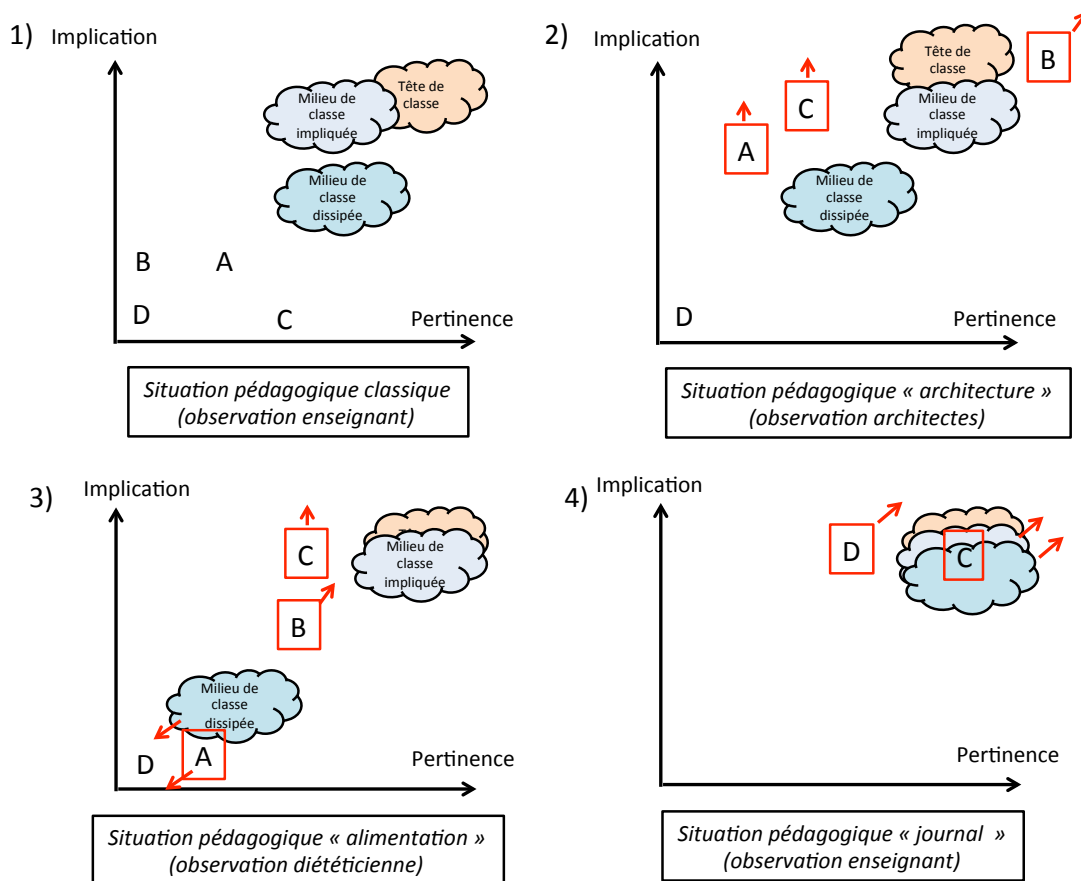 1)
Implication
Tête de
classe
Milieu de
classe
impliquée
Milieu de
classe
dissipée
B
A
D
C
Pertinence
Situation pédagogique classique
(observation enseignant)
2)
Implication
Tête de
classe
B
Milieu de
classe
impliquée
C
A
Milieu de
classe
dissipée
D
Pertinence
Situation pédagogique « architecture »
(observation architectes)
3)
Implication
C
Milieu de
classe
impliquée
B
Milieu de
classe
dissipée
D
A
Pertinence
Situation pédagogique « alimentation »
(observation diététicienne)
4)
Implication
D
C
Pertinence
Situation pédagogique « journal »
(observation enseignant)